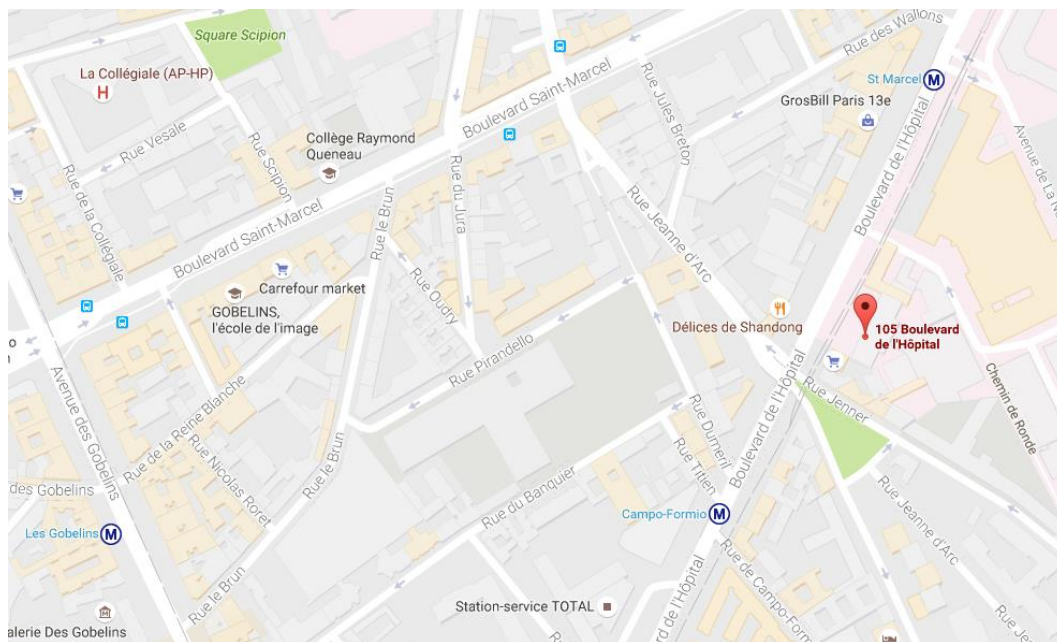 Square Scipion
La Collégiale (AP-HP)
H
Rue Vesale
Rue de la Collégiale
Rue Scipion
Collège Raymond
Queneau
Boulevard Saint-Marcel
Boulevard Saint-Marcel
Rue des Wallons
St Marcel
M
GrosBill Paris 13e
Rue Jules Breton
Boulevard de l'Hôpital
Avenue de La
Rue du Jura
Rue le Brun
Rue Jeanne d'Arc
Carrefour market
GOBELINS,
l'école de l'image
Rue Oudry
Délices de Shandong
105 Boulevard
de l'Hôpital
Rue Pirandello
Avenue des Gobelins
Rue de la Reine Blanche
Rue Nicolas Roret
Rue le Brun
Rue Dumeril
Rue Titien
Boulevard de l'Hôpital
Rue Jenner
Chemin de Ronde
des Gobelins
Rue du Banquier
Campo-Formio
M
Les Gobelins
M
Rue Jeanne d'Arc
Rue le Brun
Rue de Campo-Formio
Station-service TOTAL
d de l'Hôpital
alerie Des Gobelins
Rue Je